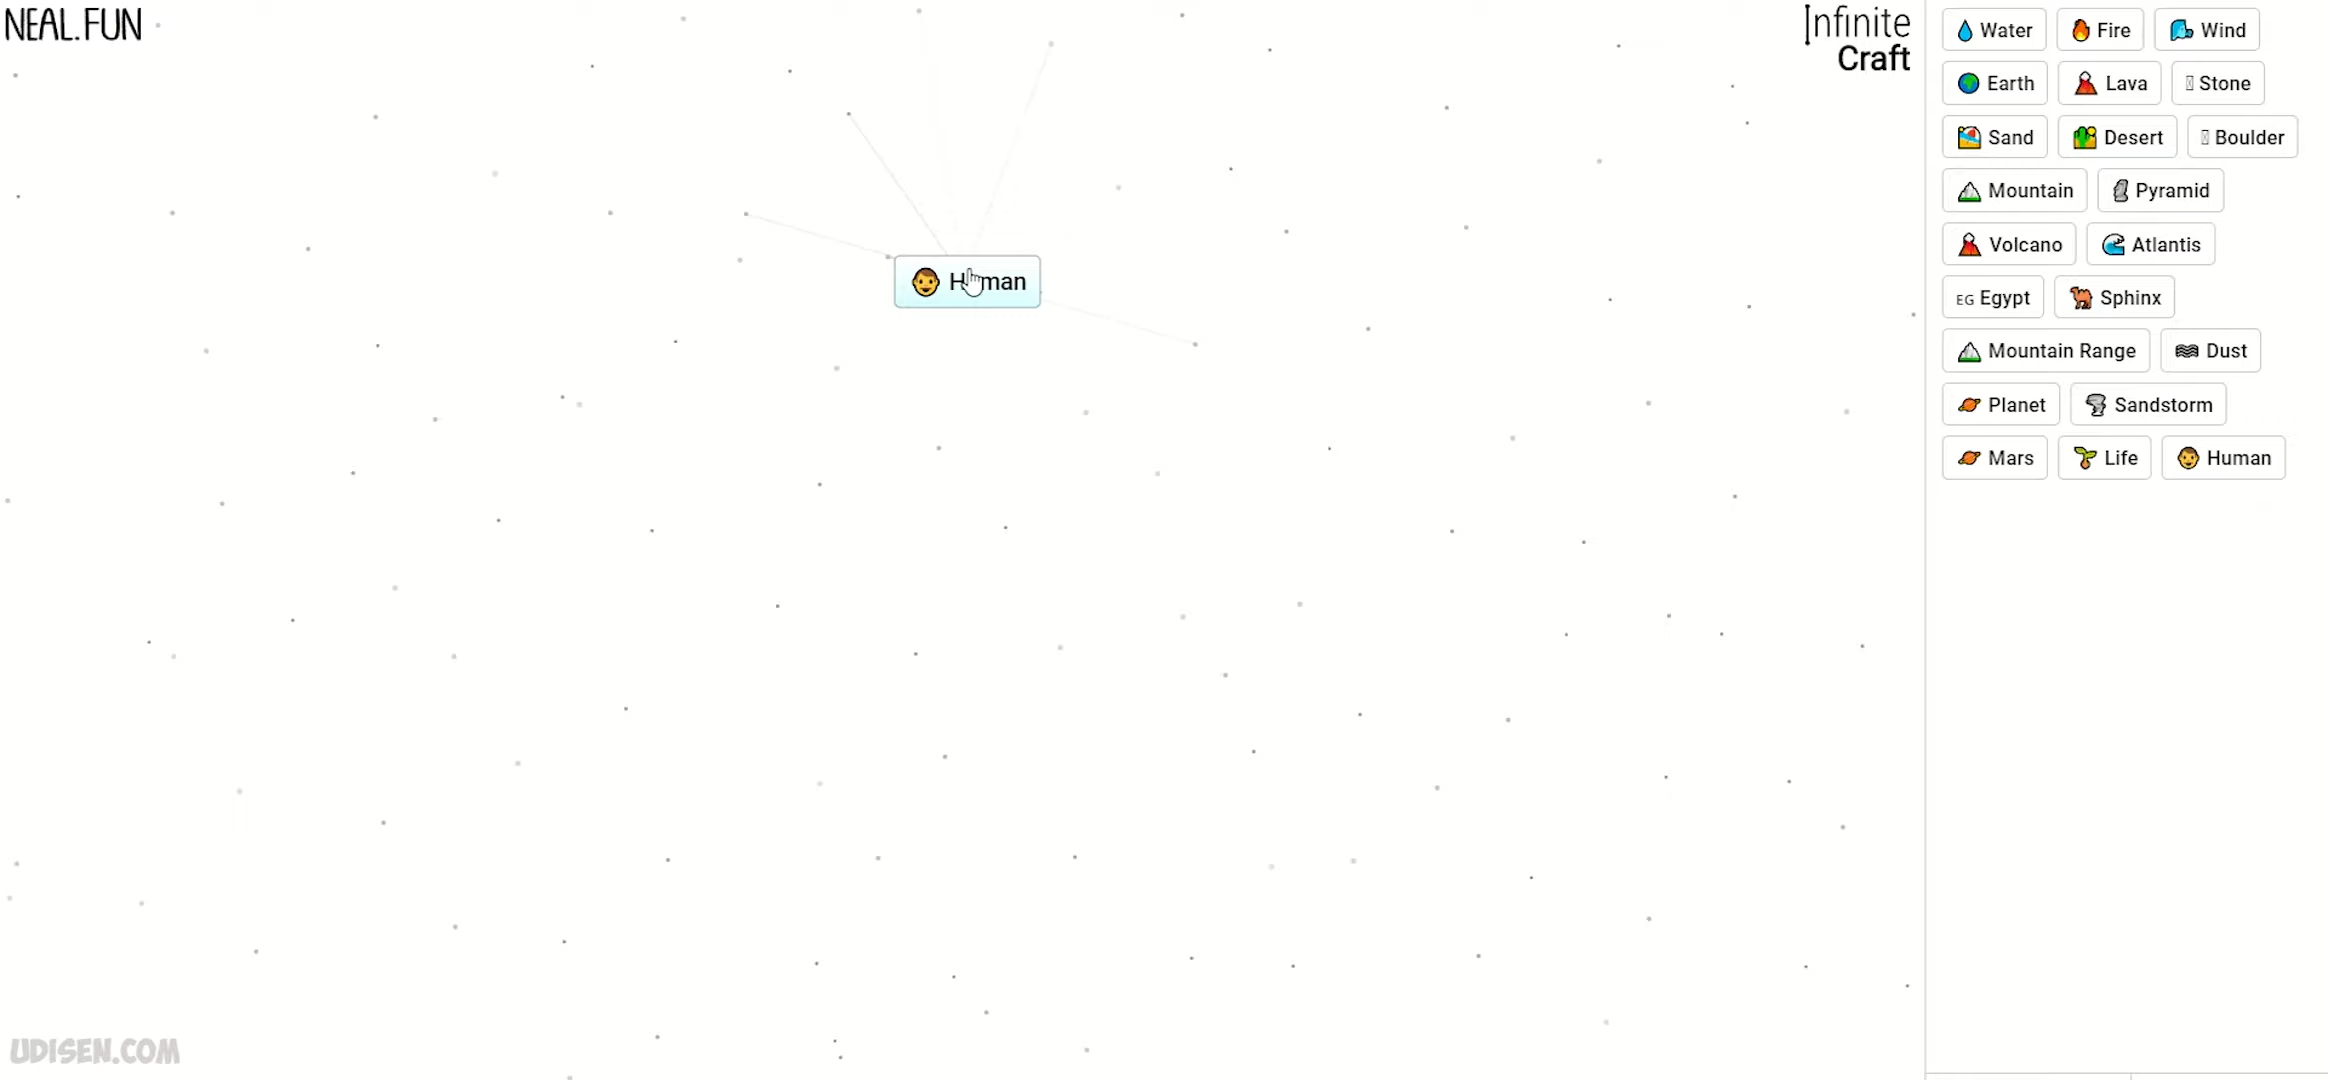 NEAL.FUN
Infinite
Craft
Human
Water
Fire
Wind
Earth
Lava
Stone
Sand
Desert
Boulder
Mountain
Pyramid
Volcano
Atlantis
EG Egypt
Sphinx
Mountain Range
Dust
Planet
Sandstorm
Mars
Life
Human
UDISEN.COM